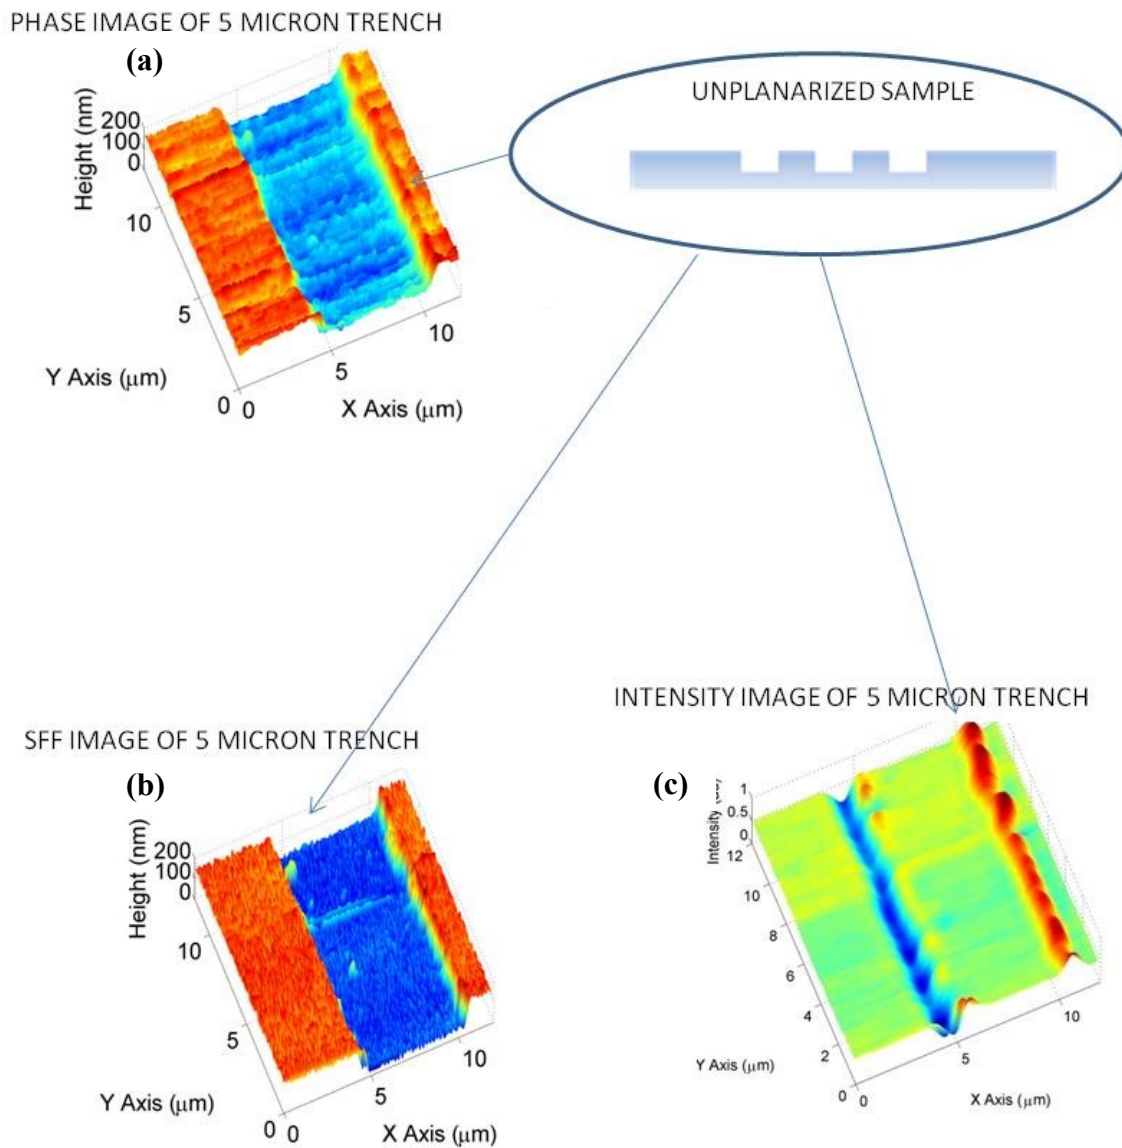 PHASE IMAGE OF 5 MICRON TRENCH
(a)
UNPLANARIZED SAMPLE
Height (nm)
200
100
0
10
5
0
Y Axis (μm)
0
5
10
X Axis (μm)
SFF IMAGE OF 5 MICRON TRENCH
(b)
Height (nm)
200
100
0
10
5
0
Y Axis (μm)
0
5
10
X Axis (μm)
INTENSITY IMAGE OF 5 MICRON TRENCH
(c)
Intensity
1
0.5
0
12
10
8
6
4
2
0
Y Axis (μm)
0
5
10
X Axis (μm)